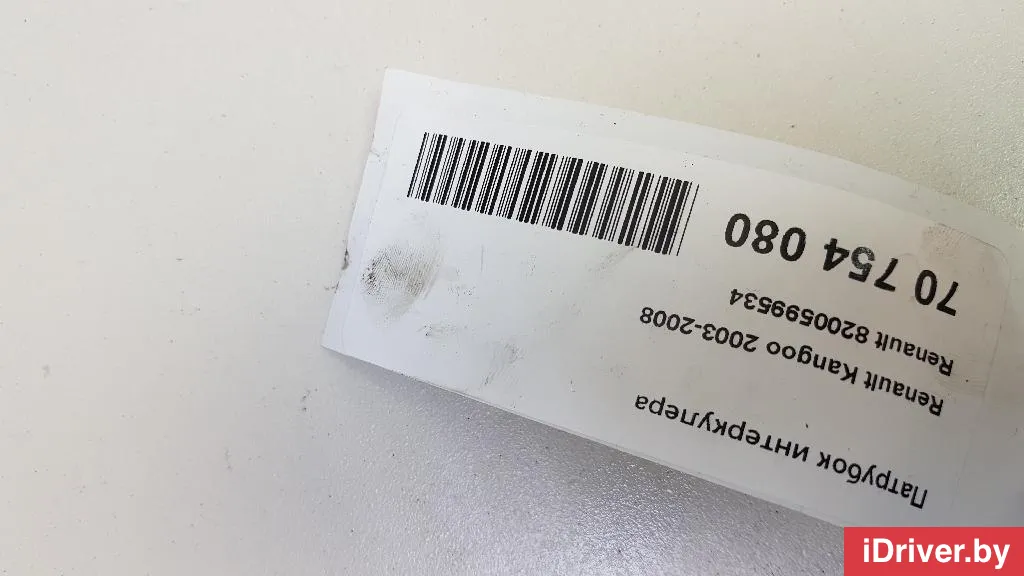 Патрубок интеркулера
Renault Kangoo 2003-2008
Renault 8200599534
70 754 080
iDriver.by